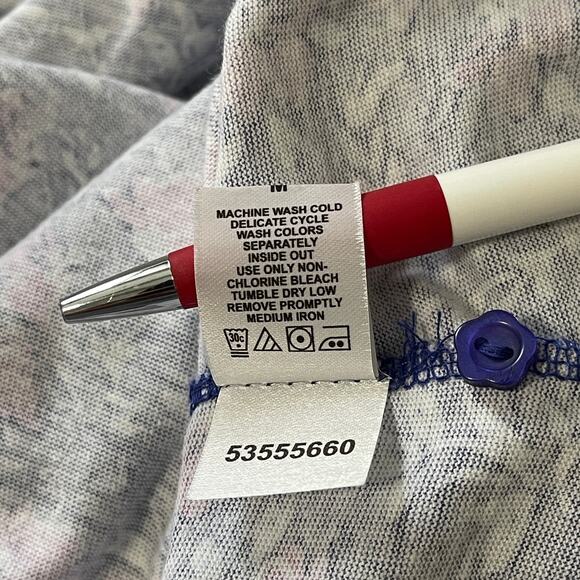 M
MACHINE WASH COLD
DELICATE CYCLE
WASH COLORS
SEPARATELY
INSIDE OUT
USE ONLY NON-
CHLORINE BLEACH
TUMBLE DRY LOW
REMOVE PROMPTLY
MEDIUM IRON
30c
53555660